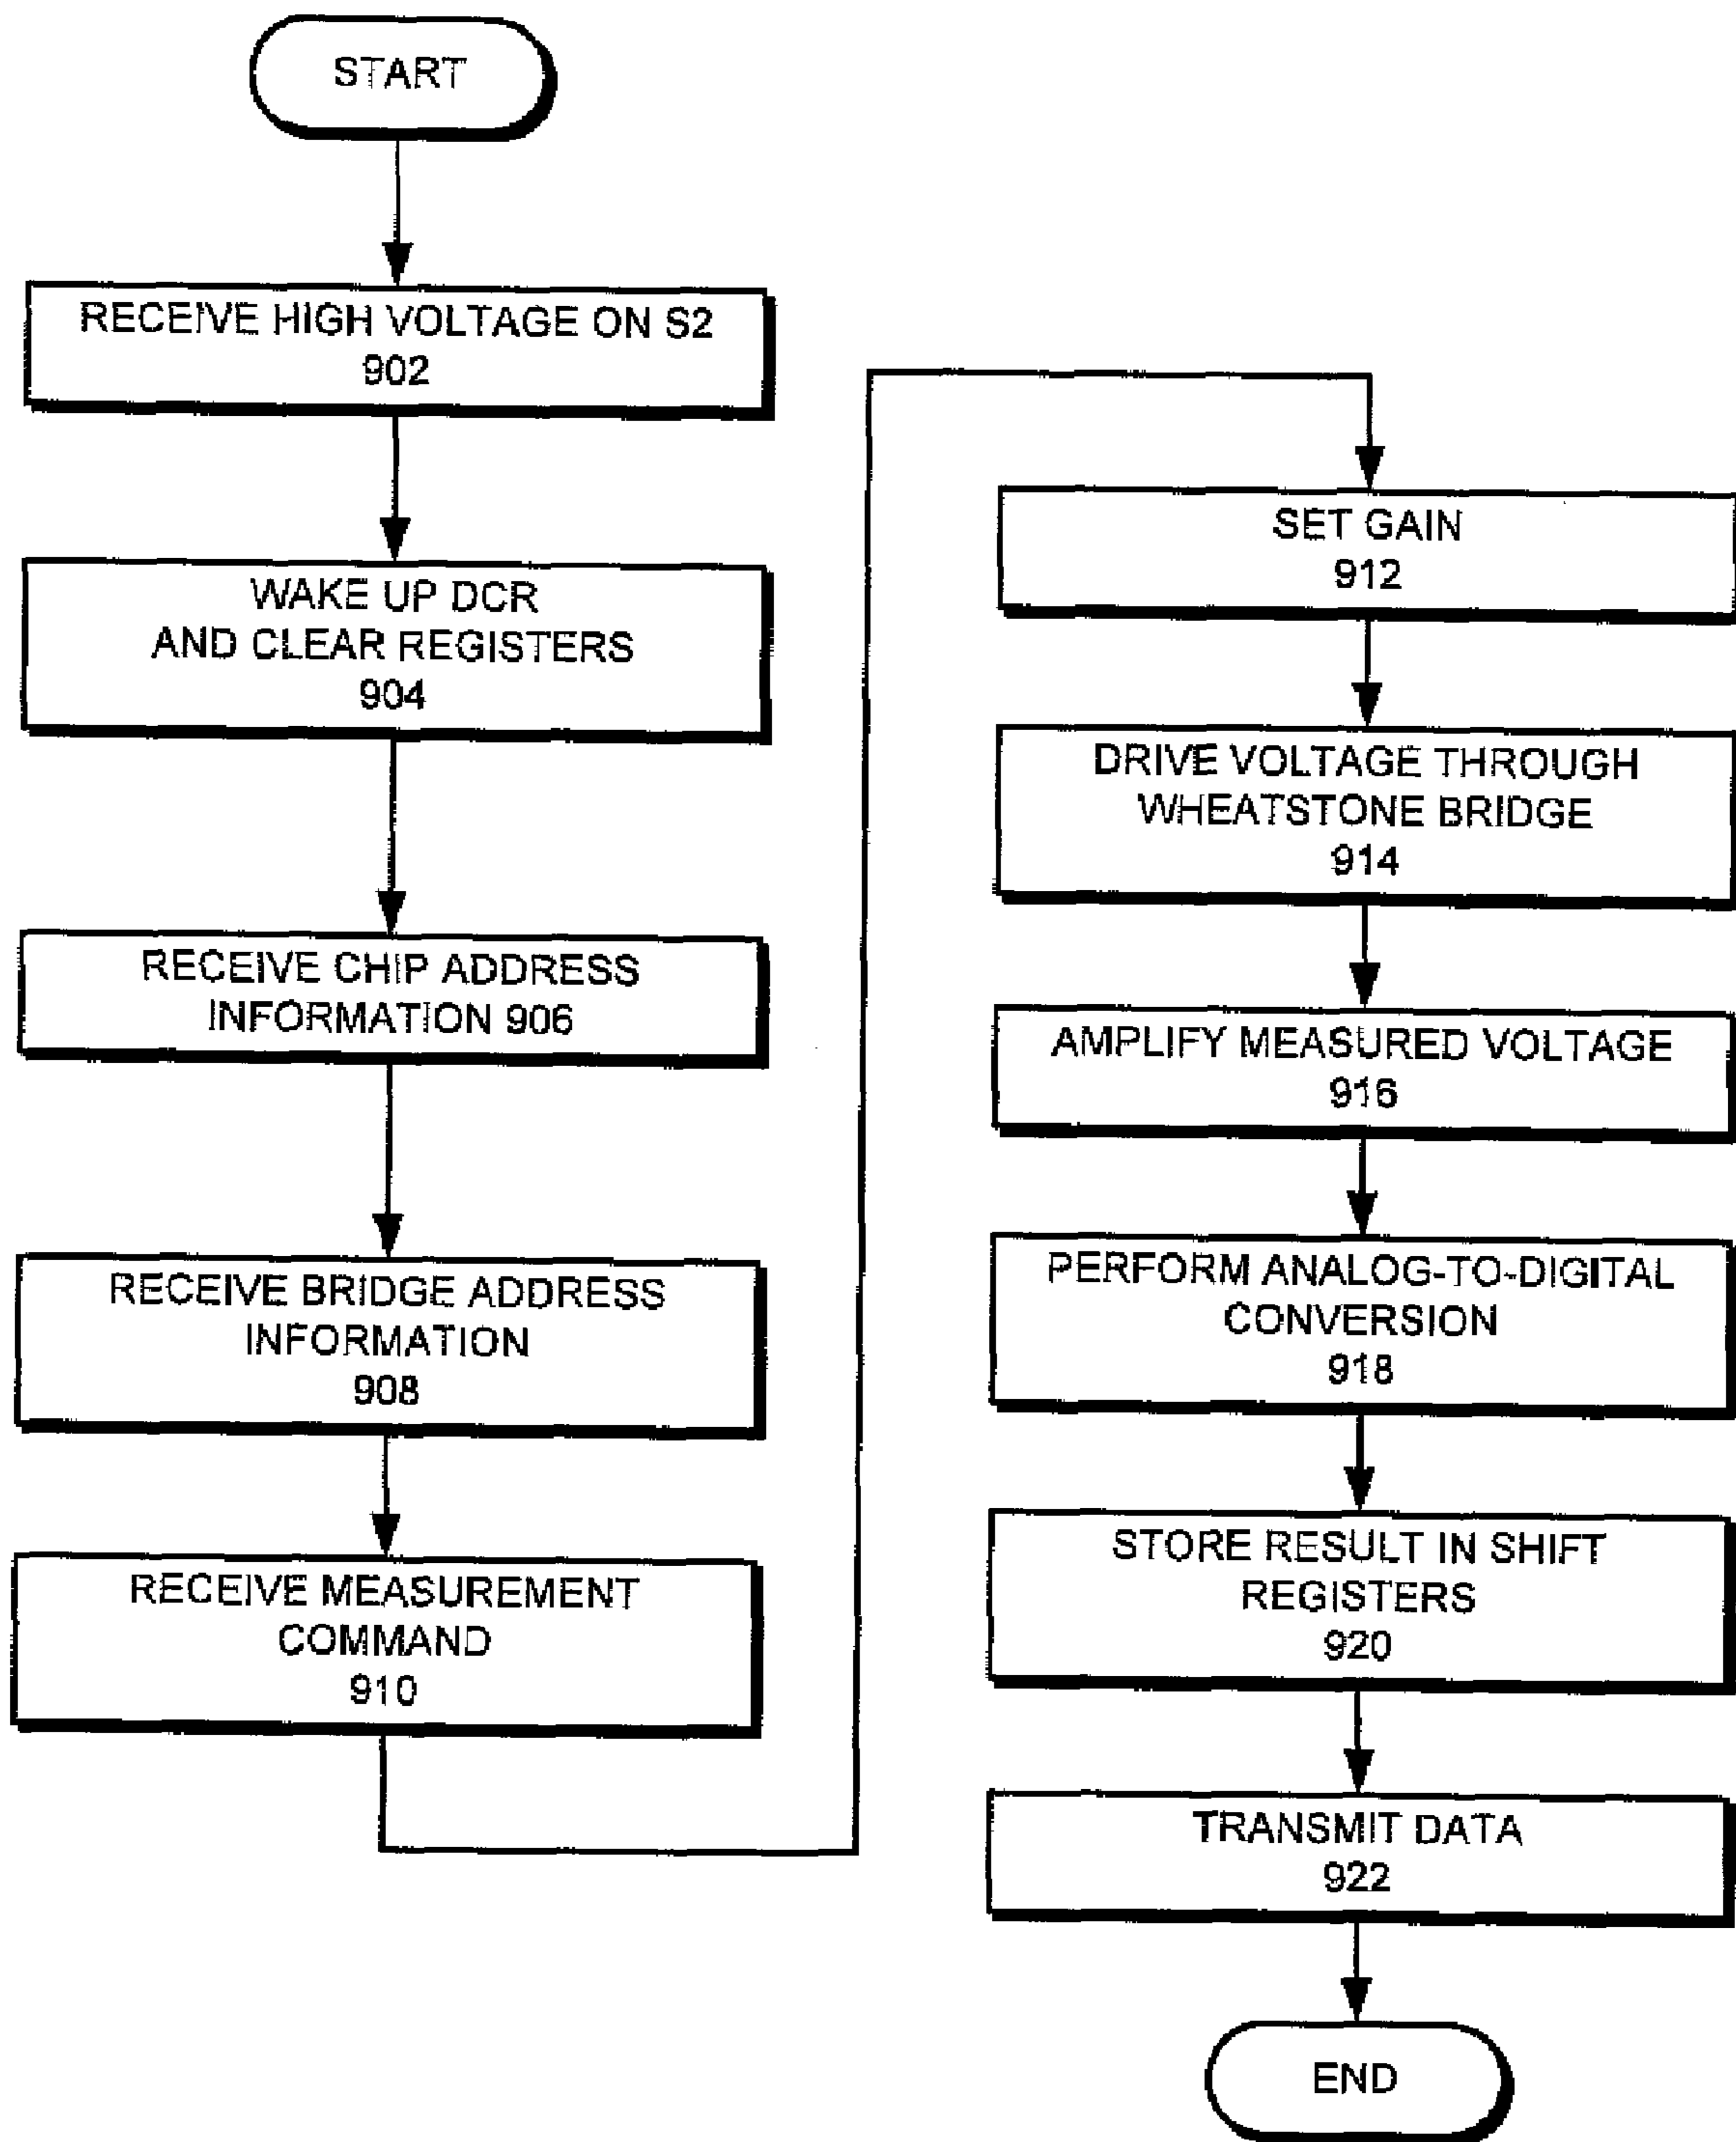 START
RECEIVE HIGH VOLTAGE ON S2
902
WAKE UP DCR
AND CLEAR REGISTERS
904
RECEIVE CHIP ADDRESS
INFORMATION 906
RECEIVE BRIDGE ADDRESS
INFORMATION
908
RECEIVE MEASUREMENT
COMMAND
910
SET GAIN
912
DRIVE VOLTAGE THROUGH
WHEATSTONE BRIDGE
914
AMPLIFY MEASURED VOLTAGE
916
PERFORM ANALOG-TO-DIGITAL
CONVERSION
918
STORE RESULT IN SHIFT
REGISTERS
920
TRANSMIT DATA
922
END